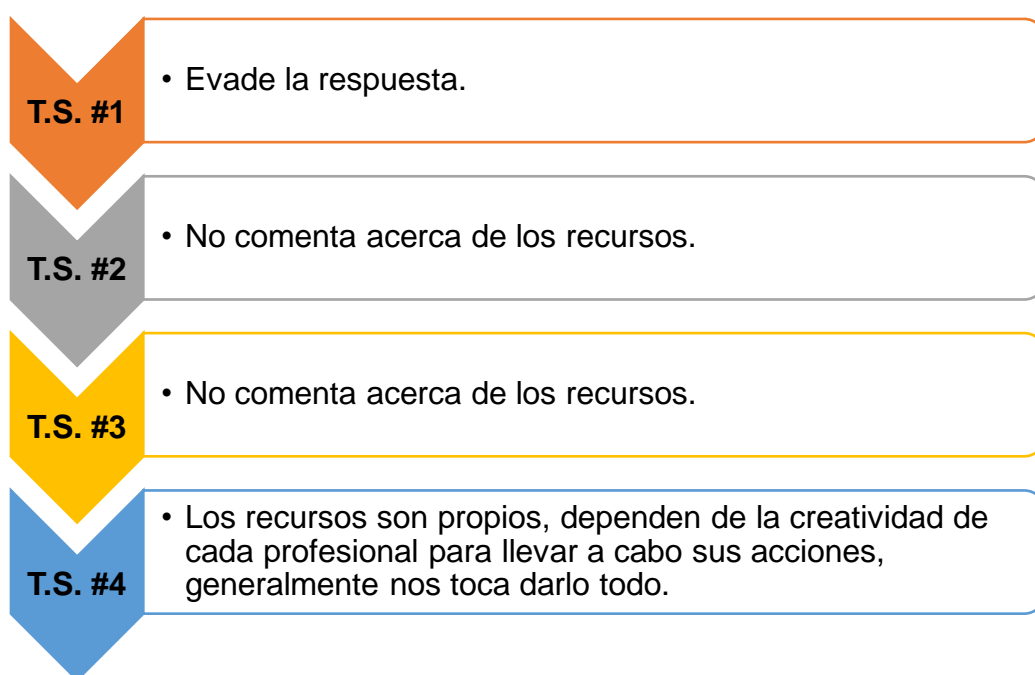 T.S. #1
• Evade la respuesta.
T.S. #2
• No comenta acerca de los recursos.
T.S. #3
• No comenta acerca de los recursos.
T.S. #4
• Los recursos son propios, dependen de la creatividad de
cada profesional para llevar a cabo sus acciones,
generalmente nos toca darlo todo.